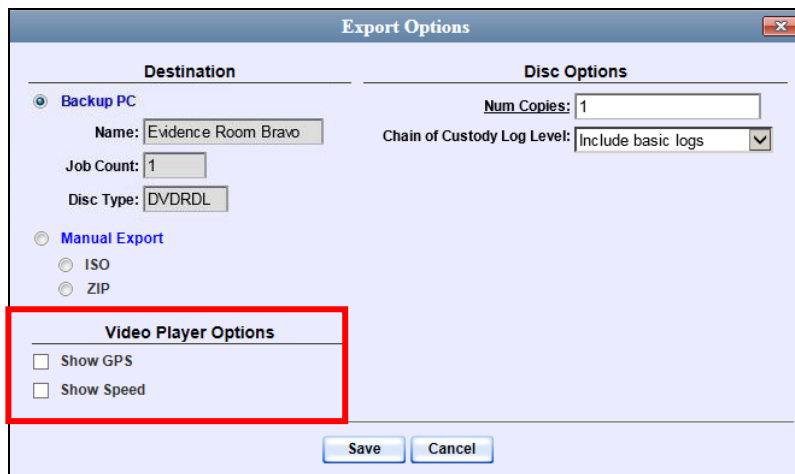 Export Options
Destination
Backup PC
Name: Evidence Room Bravo
Job Count: 1
Disc Type: DVDRDL
Manual Export
ISO
ZIP
Video Player Options
Show GPS
Show Speed
Disc Options
Num Copies: 1
Chain of Custody Log Level: Include basic logs
Save Cancel